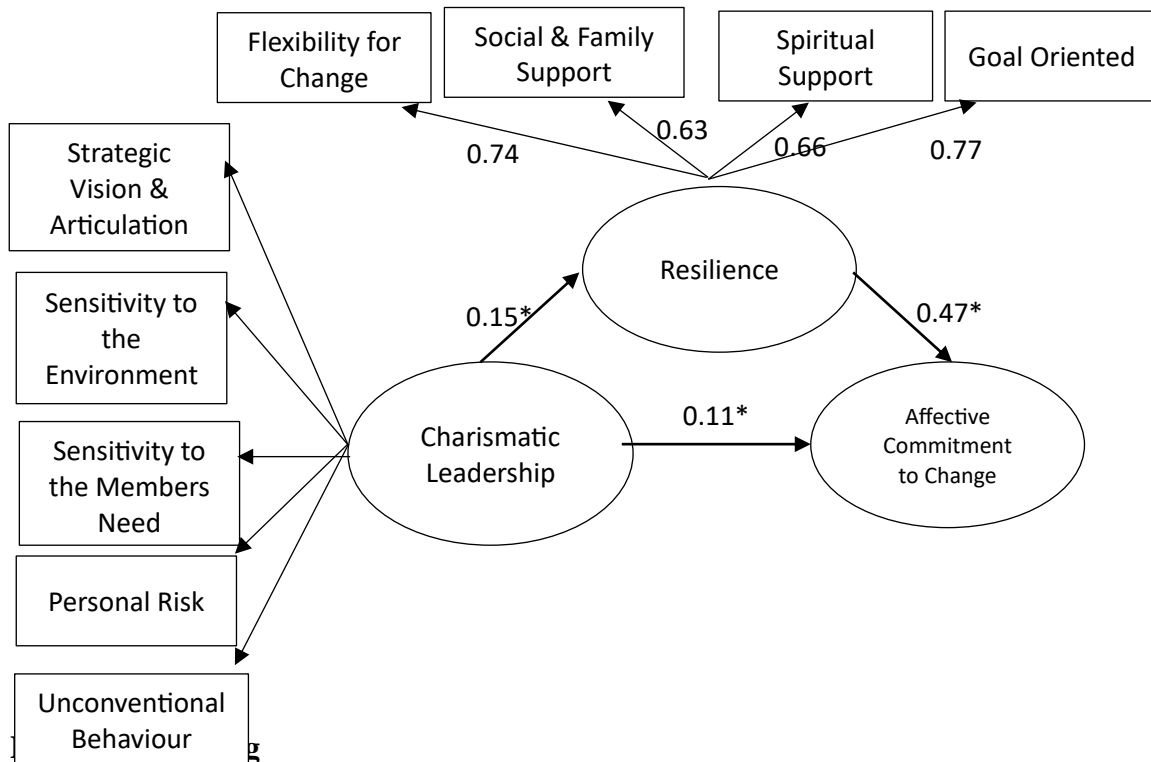 Flexibility for
Change
Social & Family
Support
Spiritual
Support
Goal Oriented
0.74
0.63
0.66
0.77
Strategic
Vision &
Articulation
Resilience
Sensitivity to
the
Environment
0.15*
0.47*
Charismatic
Leadership
0.11*
Affective
Commitment
to Change
Sensitivity to
the Members
Need
Personal Risk
Unconventional
Behaviour